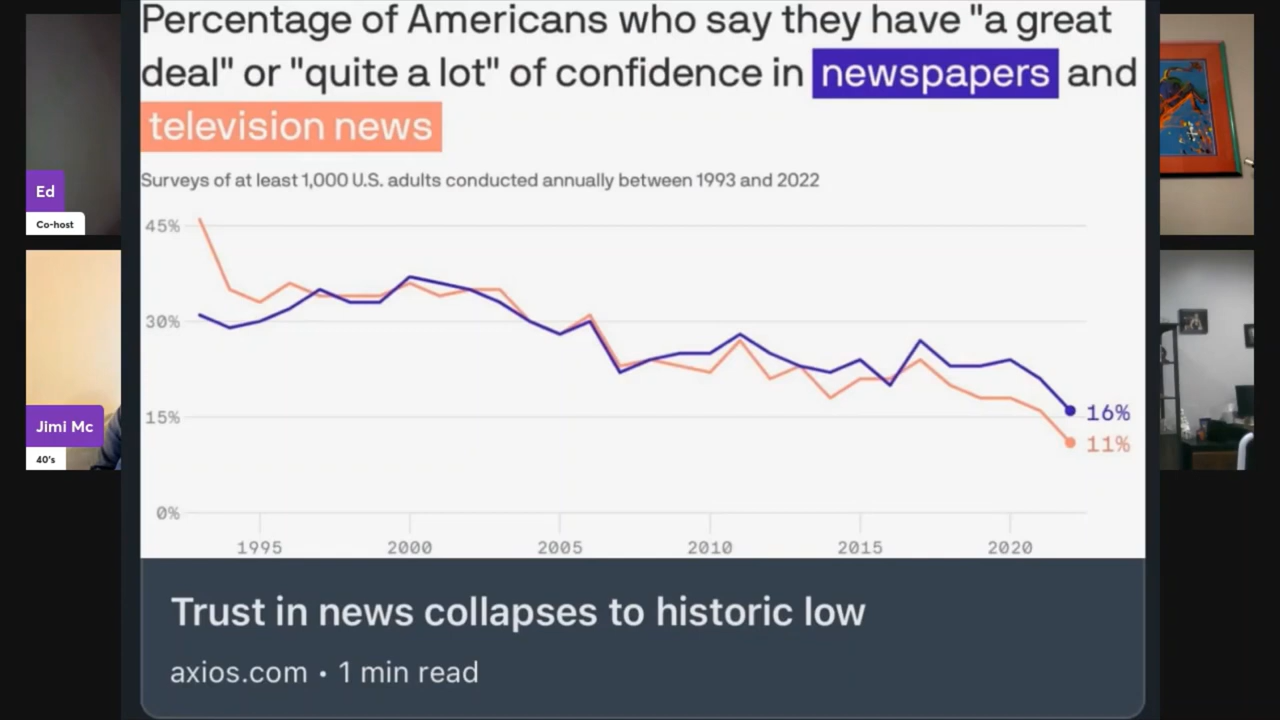 Percentage of Americans who say they have "a great
deal" or "quite a lot" of confidence in newspapers and
television news
Surveys of at least 1,000 U.S. adults conducted annually between 1993 and 2022
45%
30%
15%
0%
16%
11%
1995 2000 2005 2010 2015 2020
Trust in news collapses to historic low
axios.com • 1 min read
Ed
Co-host
Jimi Mc
40's